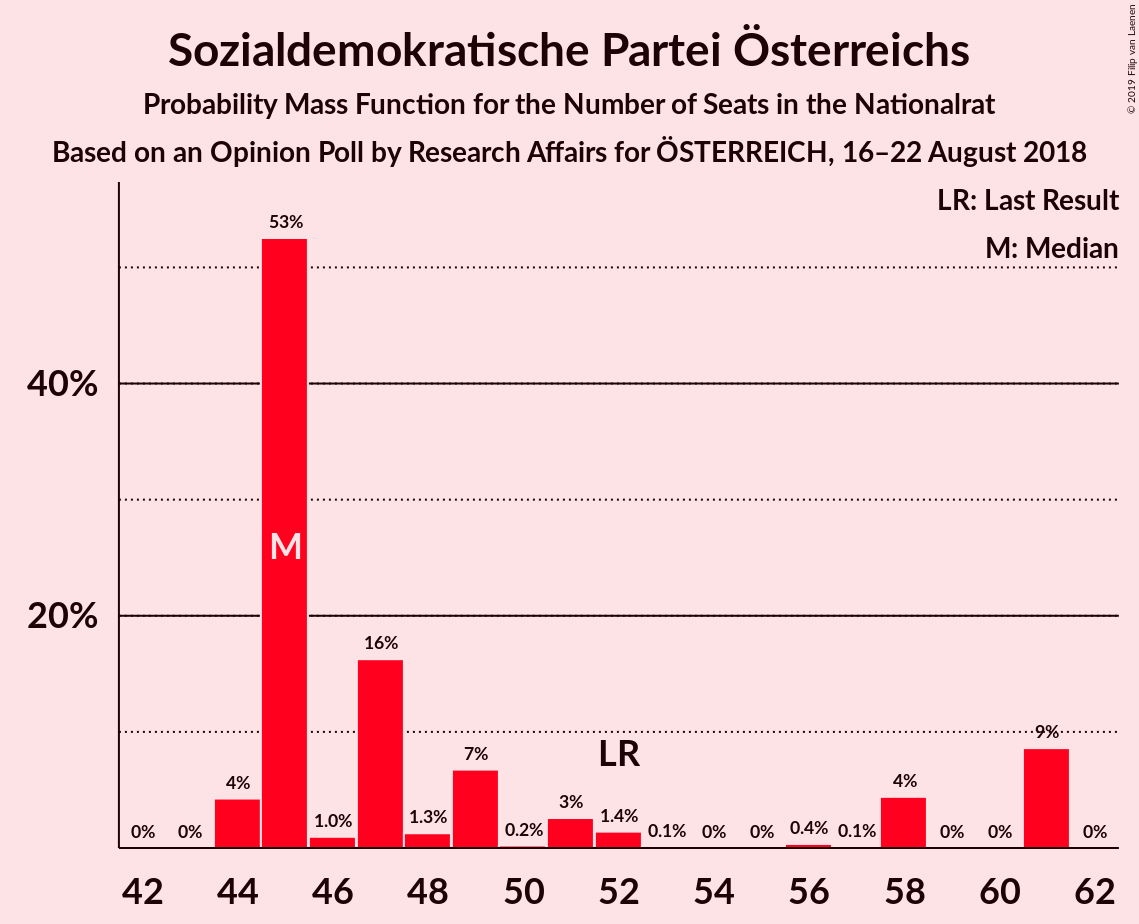 Sozialdemokratische Partei Österreichs
Probability Mass Function for the Number of Seats in the Nationalrat
Based on an Opinion Poll by Research Affairs for ÖSTERREICH, 16–22 August 2018
© 2019 Filip van Laenen
LR: Last Result
M: Median
40%
20%
0%
0%
4%
53%
1.0%
16%
1.3%
7%
0.2%
3%
1.4%
0.1%
0%
0%
0.4%
0.1%
4%
0%
0%
9%
0%
M
LR
42 44 46 48 50 52 54 56 58 60 62